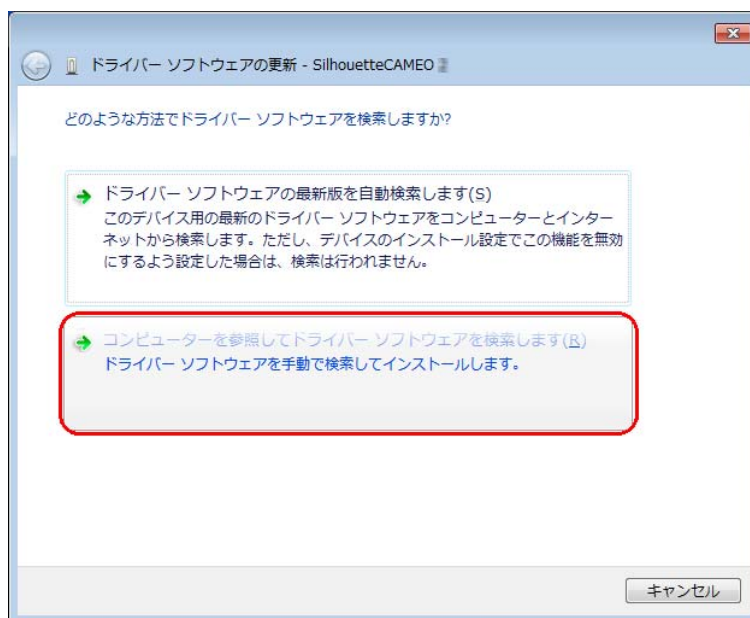 ドライバー ソフトウェアの更新 - SilhouetteCAMEO
どのような方法でドライバー ソフトウェアを検索しますか?
ドライバー ソフトウェアの最新版を自動検索します(S)
このデバイス用の最新のドライバー ソフトウェアをコンピューターとインター
ネットから検索します。ただし、デバイスのインストール設定でこの機能を無効
にするよう設定した場合は、検索は行われません。
コンピューターを参照してドライバー ソフトウェアを検索します(R)
ドライバー ソフトウェアを手動で検索してインストールします。
キャンセル